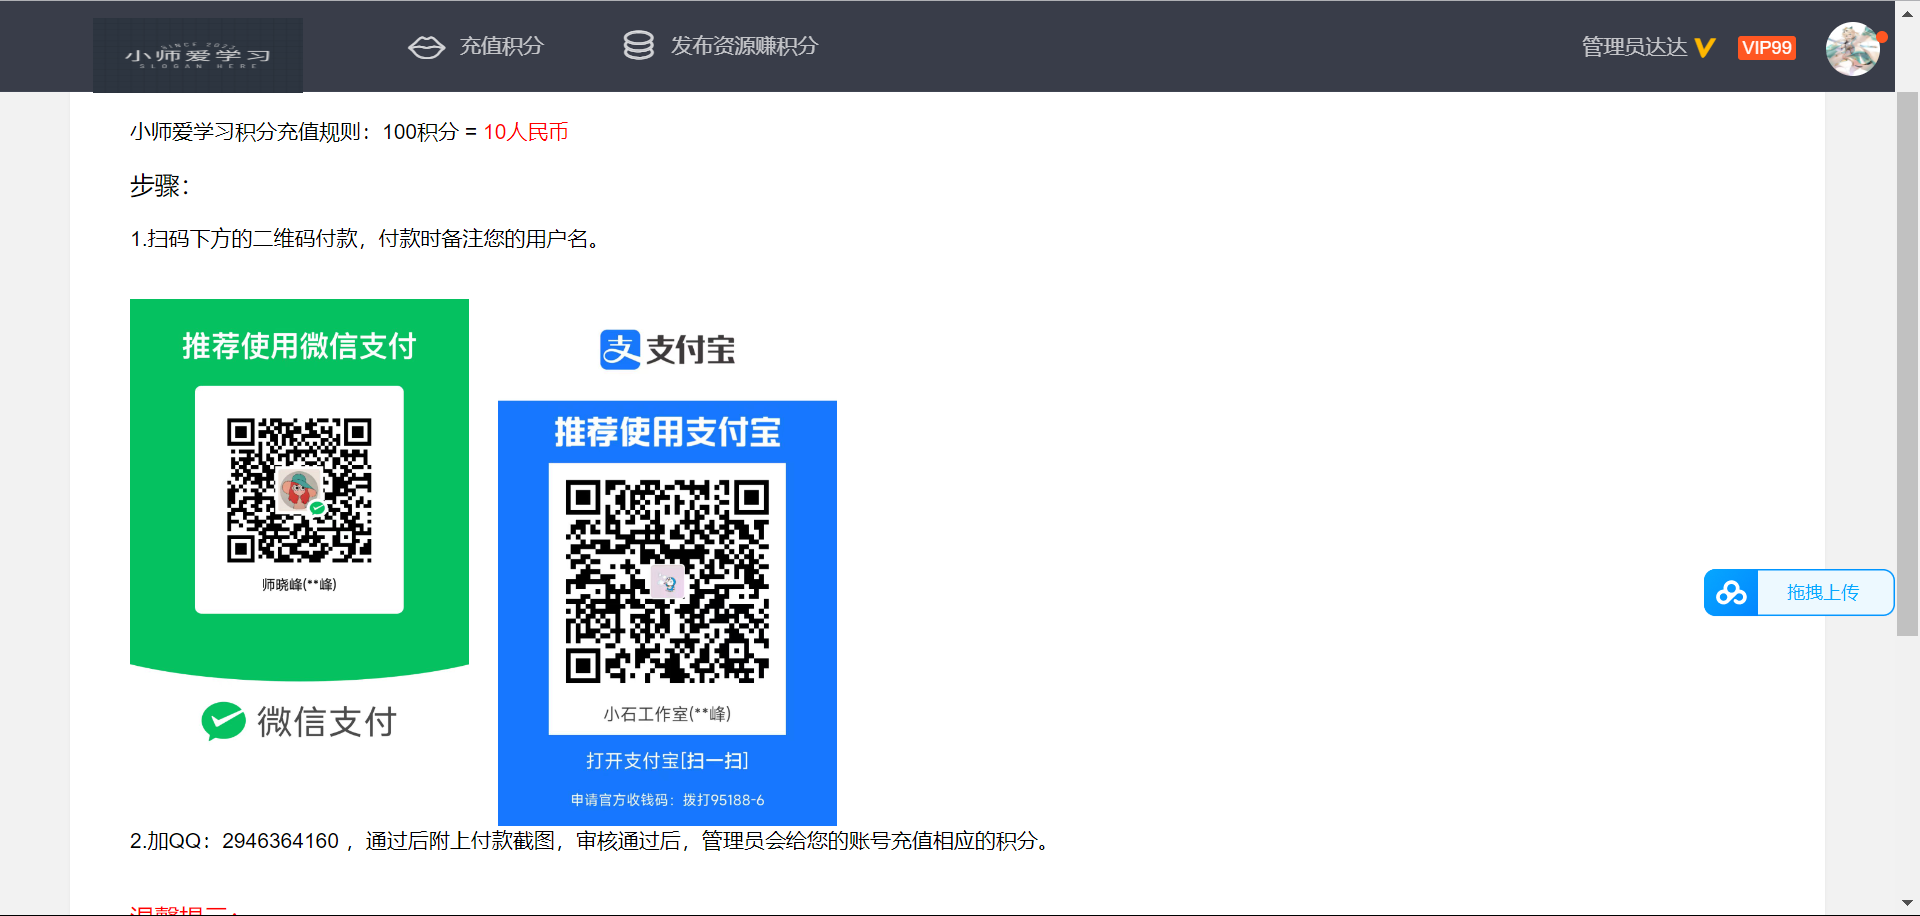 SINCE 2022
小师爱学习
SLOGAN HERE
充值积分
发布资源赚积分
管理员达达
VIP99
小师爱学习积分充值规则：100积分 = 10人民币
步骤：
1.扫码下方的二维码付款，付款时备注您的用户名。
推荐使用微信支付
师晓峰(**峰)
微信支付
支付宝
推荐使用支付宝
小石工作室(**峰)
打开支付宝[扫一扫]
申请官方收钱码：拨打95188-6
拖拽上传
2.加QQ：2946364160 ，通过后附上付款截图，审核通过后，管理员会给您的账号充值相应的积分。
温馨提示：